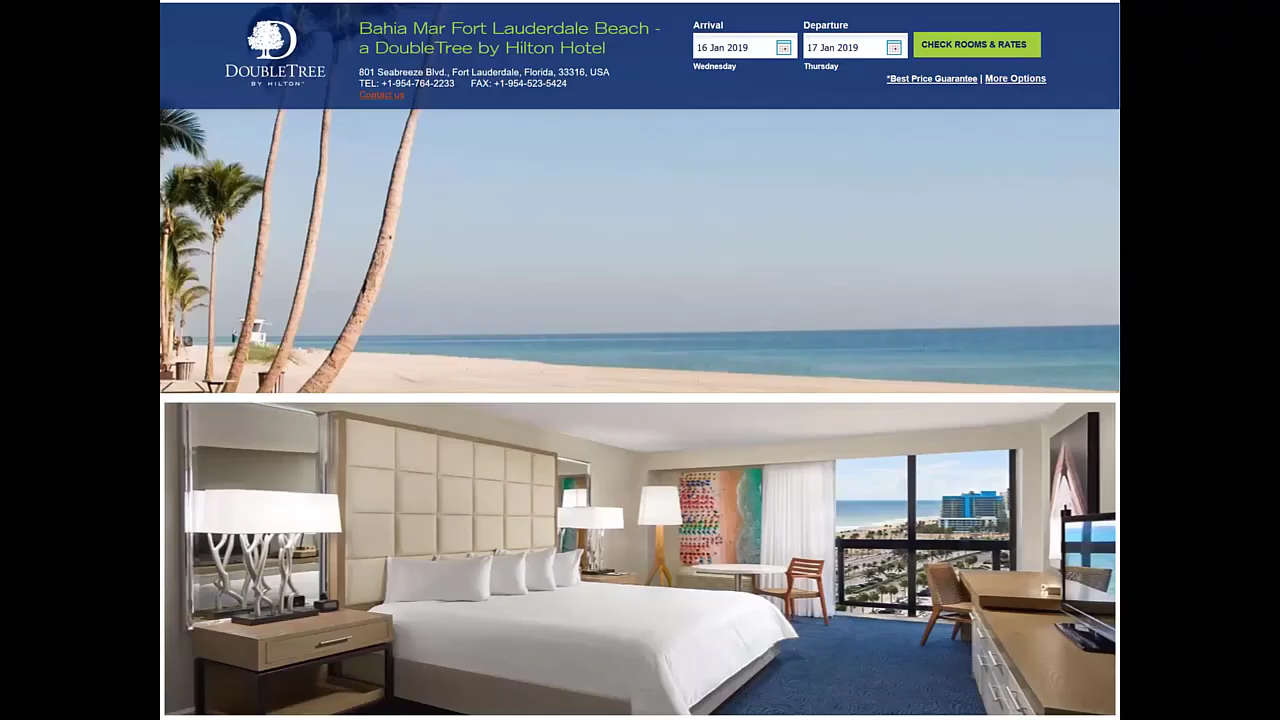 DOUBLETREE
BY HILTON™
Bahia Mar Fort Lauderdale Beach -
a DoubleTree by Hilton Hotel
801 Seabreeze Blvd., Fort Lauderdale, Florida, 33316, USA
TEL: +1-954-764-2233 FAX: +1-954-523-5424
Contact us
Arrival Departure
16 Jan 2019 17 Jan 2019 CHECK ROOMS & RATES
Wednesday Thursday
*Best Price Guarantee | More Options